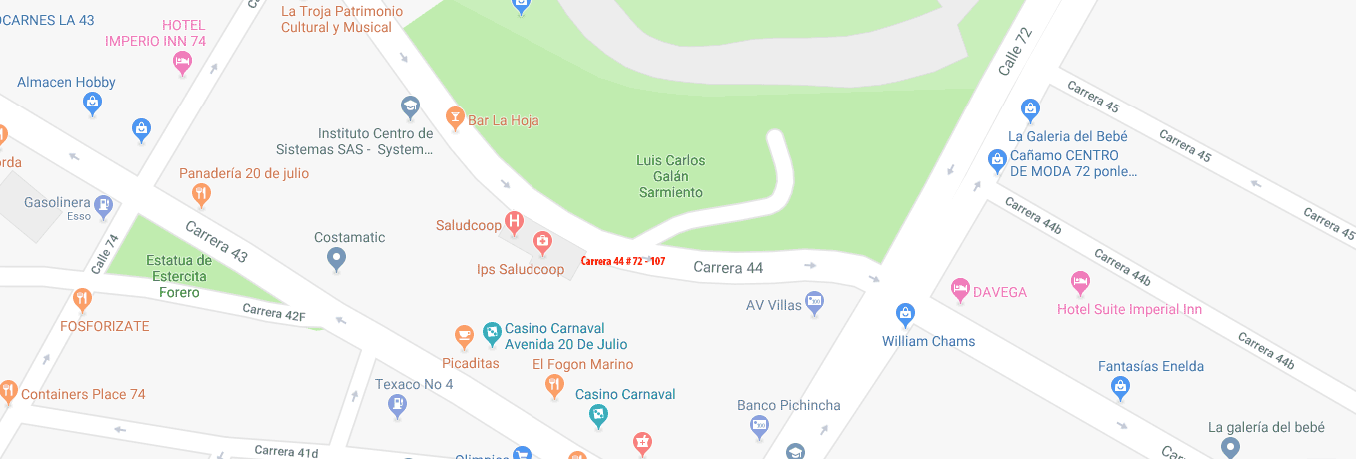 OCARNES LA 43
HOTEL
IMPERIO INN 74
La Troja Patrimonio
Cultural y Musical
Calle 72
Almacen Hobby
Carrera 45
Bar La Hoja
La Galeria del Bebé
Instituto Centro de
Sistemas SAS - System...
Carrera 45
Luis Carlos
Galán
Sarmiento
Cañamo CENTRO
DE MODA 72 ponle...
orda
Panadería 20 de julio
Gasolinera
Esso
Carrera 45
Carrera 44b
Saludcoop
Carrera 43
Costamatic
Calle 74
Estatua de
Estercita
Forero
Ips Saludcoop
Carrera 44 # 72 - 107
Carrera 44
Carrera 44b
DAVEGA
AV Villas
Hotel Suite Imperial Inn
Carrera 42F
FOSFORIZATE
Casino Carnaval
Avenida 20 De Julio
William Chams
Carrera 44b
Picaditas
El Fogon Marino
Fantasías Enelda
Texaco No 4
Containers Place 74
Casino Carnaval
Banco Pichincha
La galería del bebé
Carrera 41d
Olimpica